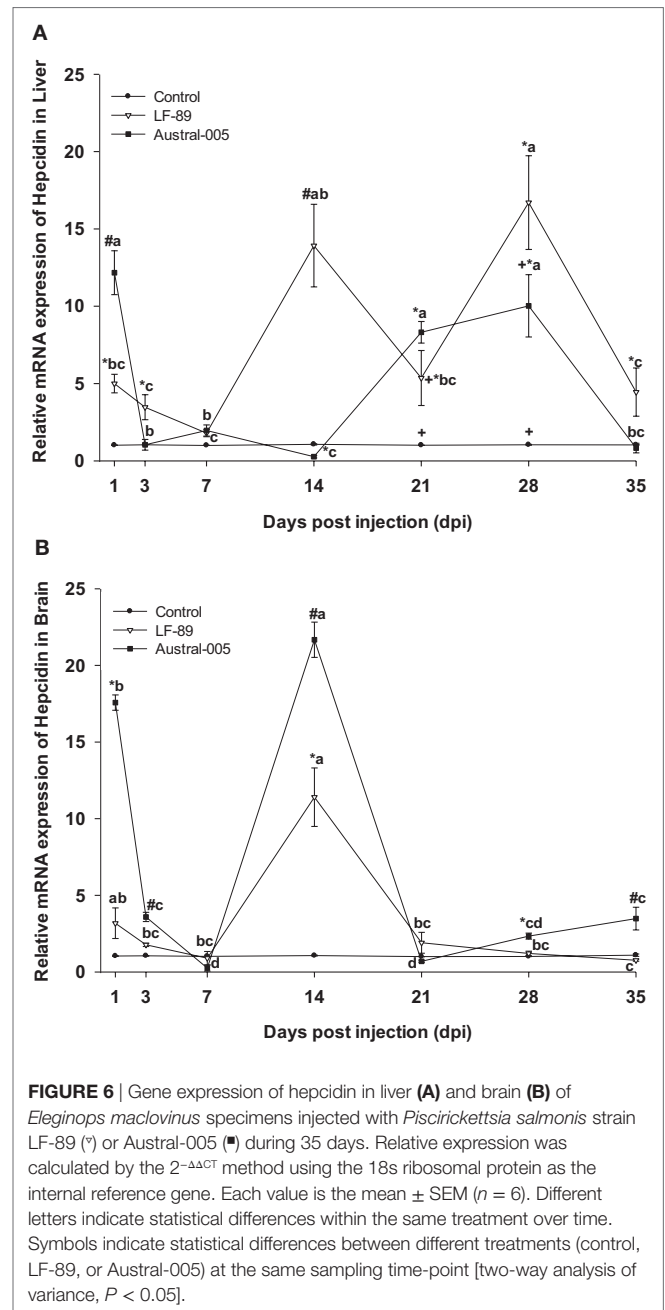 A
Relative mRNA expression of Hepcidin in Liver
25
20
15
10
5
0
Control
LF-89
Austral-005
#a
*bc
*c
b
b
c
#ab
*c
*a
+*bc
+
*a
+*a
+
*c
bc
1 3 7 14 21 28 35
Days post injection (dpi)
B
Relative mRNA expression of Hepcidin in Brain
25
20
15
10
5
0
Control
LF-89
Austral-005
*b
ab
#c
bc
bc
d
#a
*a
bc
d
*cd
bc
#c
c
1 3 7 14 21 28 35
Days post injection (dpi)
FIGURE 6 | Gene expression of hepcidin in liver (A) and brain (B) of
Eleginops maclovinus specimens injected with Piscirickettsia salmonis strain
LF-89 (▿) or Austral-005 (■) during 35 days. Relative expression was
calculated by the 2−ΔΔCT method using the 18s ribosomal protein as the
internal reference gene. Each value is the mean ± SEM (n = 6). Different
letters indicate statistical differences within the same treatment over time.
Symbols indicate statistical differences between different treatments (control,
LF-89, or Austral-005) at the same sampling time-point [two-way analysis of
variance, P < 0.05].